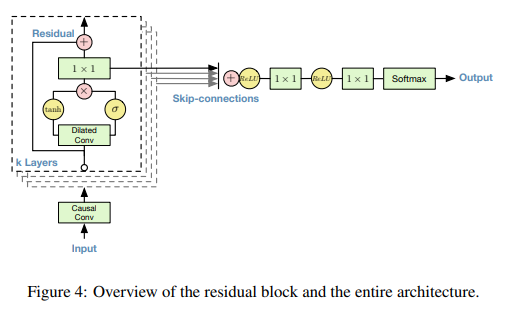 Residual
+
1 × 1
×
tanh
σ
Dilated
Conv
k Layers
Causal
Conv
Input
Skip-connections
+
ReLU
1 × 1
ReLU
1 × 1
Softmax
Output
Figure 4: Overview of the residual block and the entire architecture.